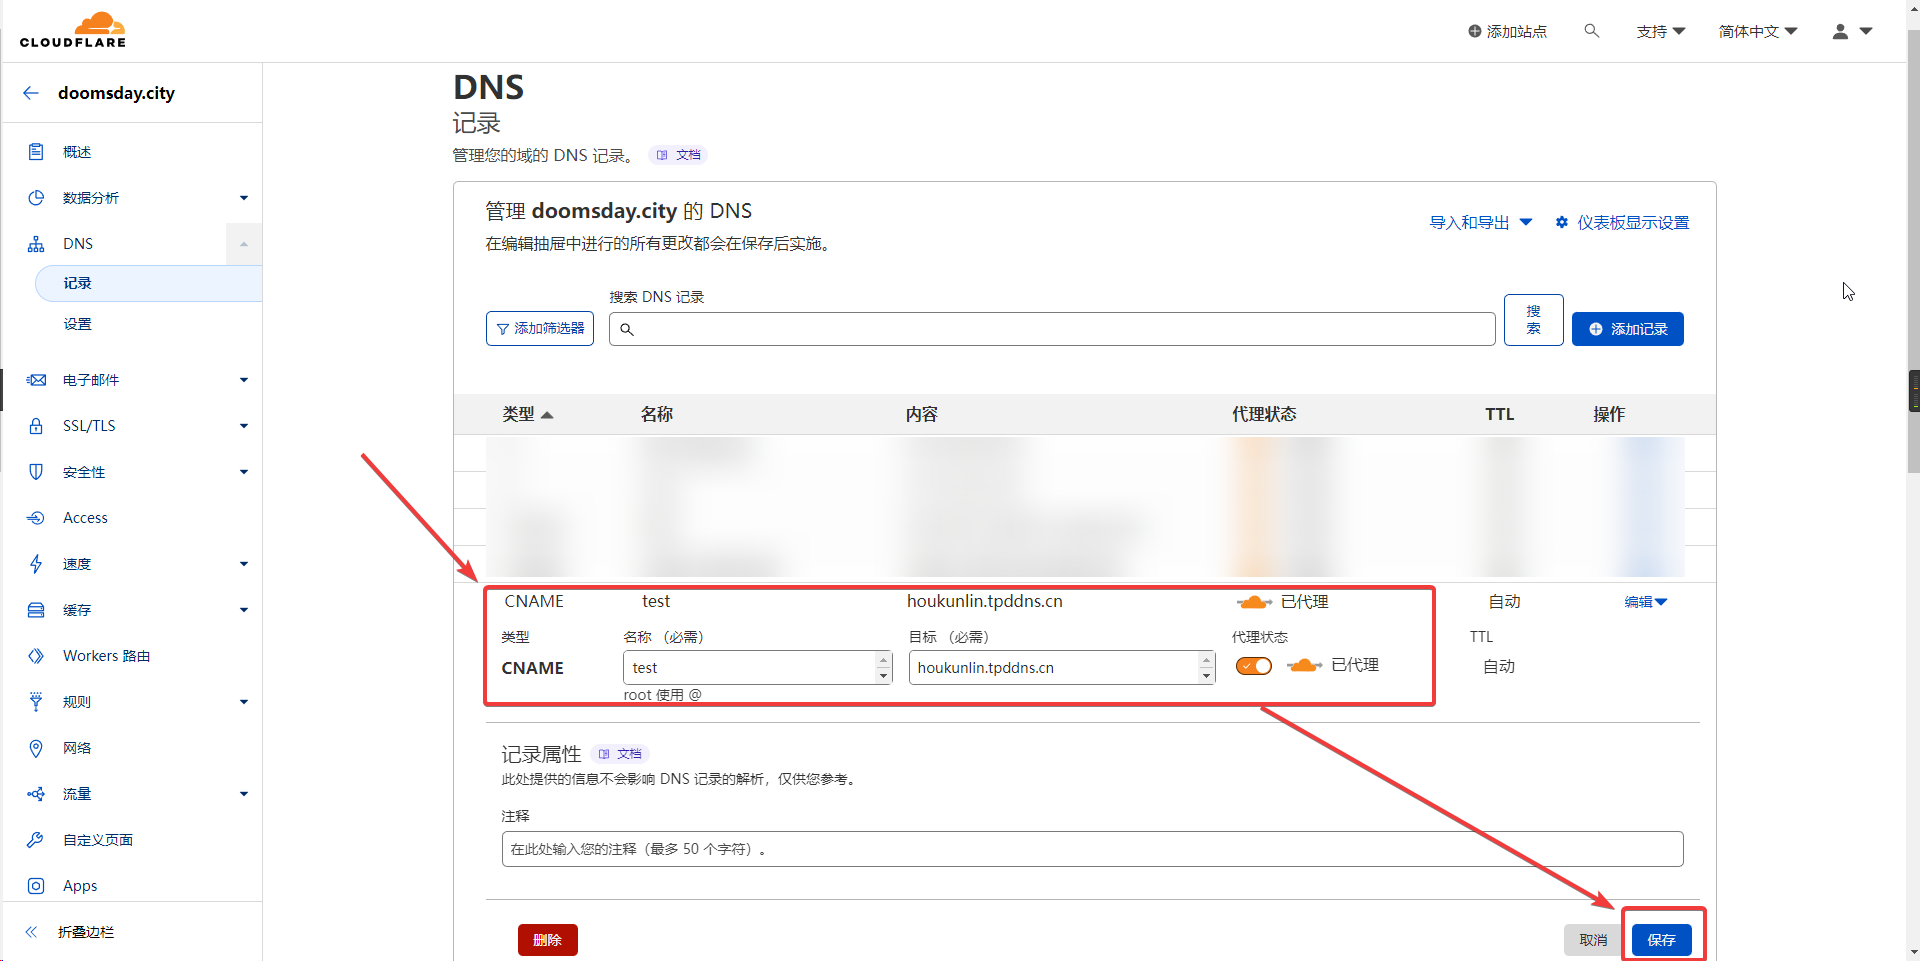 CLOUDFLARE
添加站点
支持
简体中文
doomsday.city
概述
数据分析
DNS
记录
设置
电子邮件
SSL/TLS
安全性
Access
速度
缓存
Workers 路由
规则
网络
流量
自定义页面
Apps
折叠边栏
DNS
记录
管理您的域的 DNS 记录。 文档
管理 doomsday.city 的 DNS
在编辑抽屉中进行的所有更改都会在保存后实施。
导入和导出
仪表板显示设置
搜索 DNS 记录
添加筛选器
搜
索
添加记录
类型 名称 内容 代理状态 TTL 操作
CNAME test houkunlin.tpddns.cn 已代理 自动 编辑
类型 名称 （必需） 目标 （必需） 代理状态 TTL
CNAME test houkunlin.tpddns.cn 已代理 自动
root 使用 @
记录属性 文档
此处提供的信息不会影响 DNS 记录的解析，仅供您参考。
注释
在此处输入您的注释（最多 50 个字符）。
删除 取消 保存